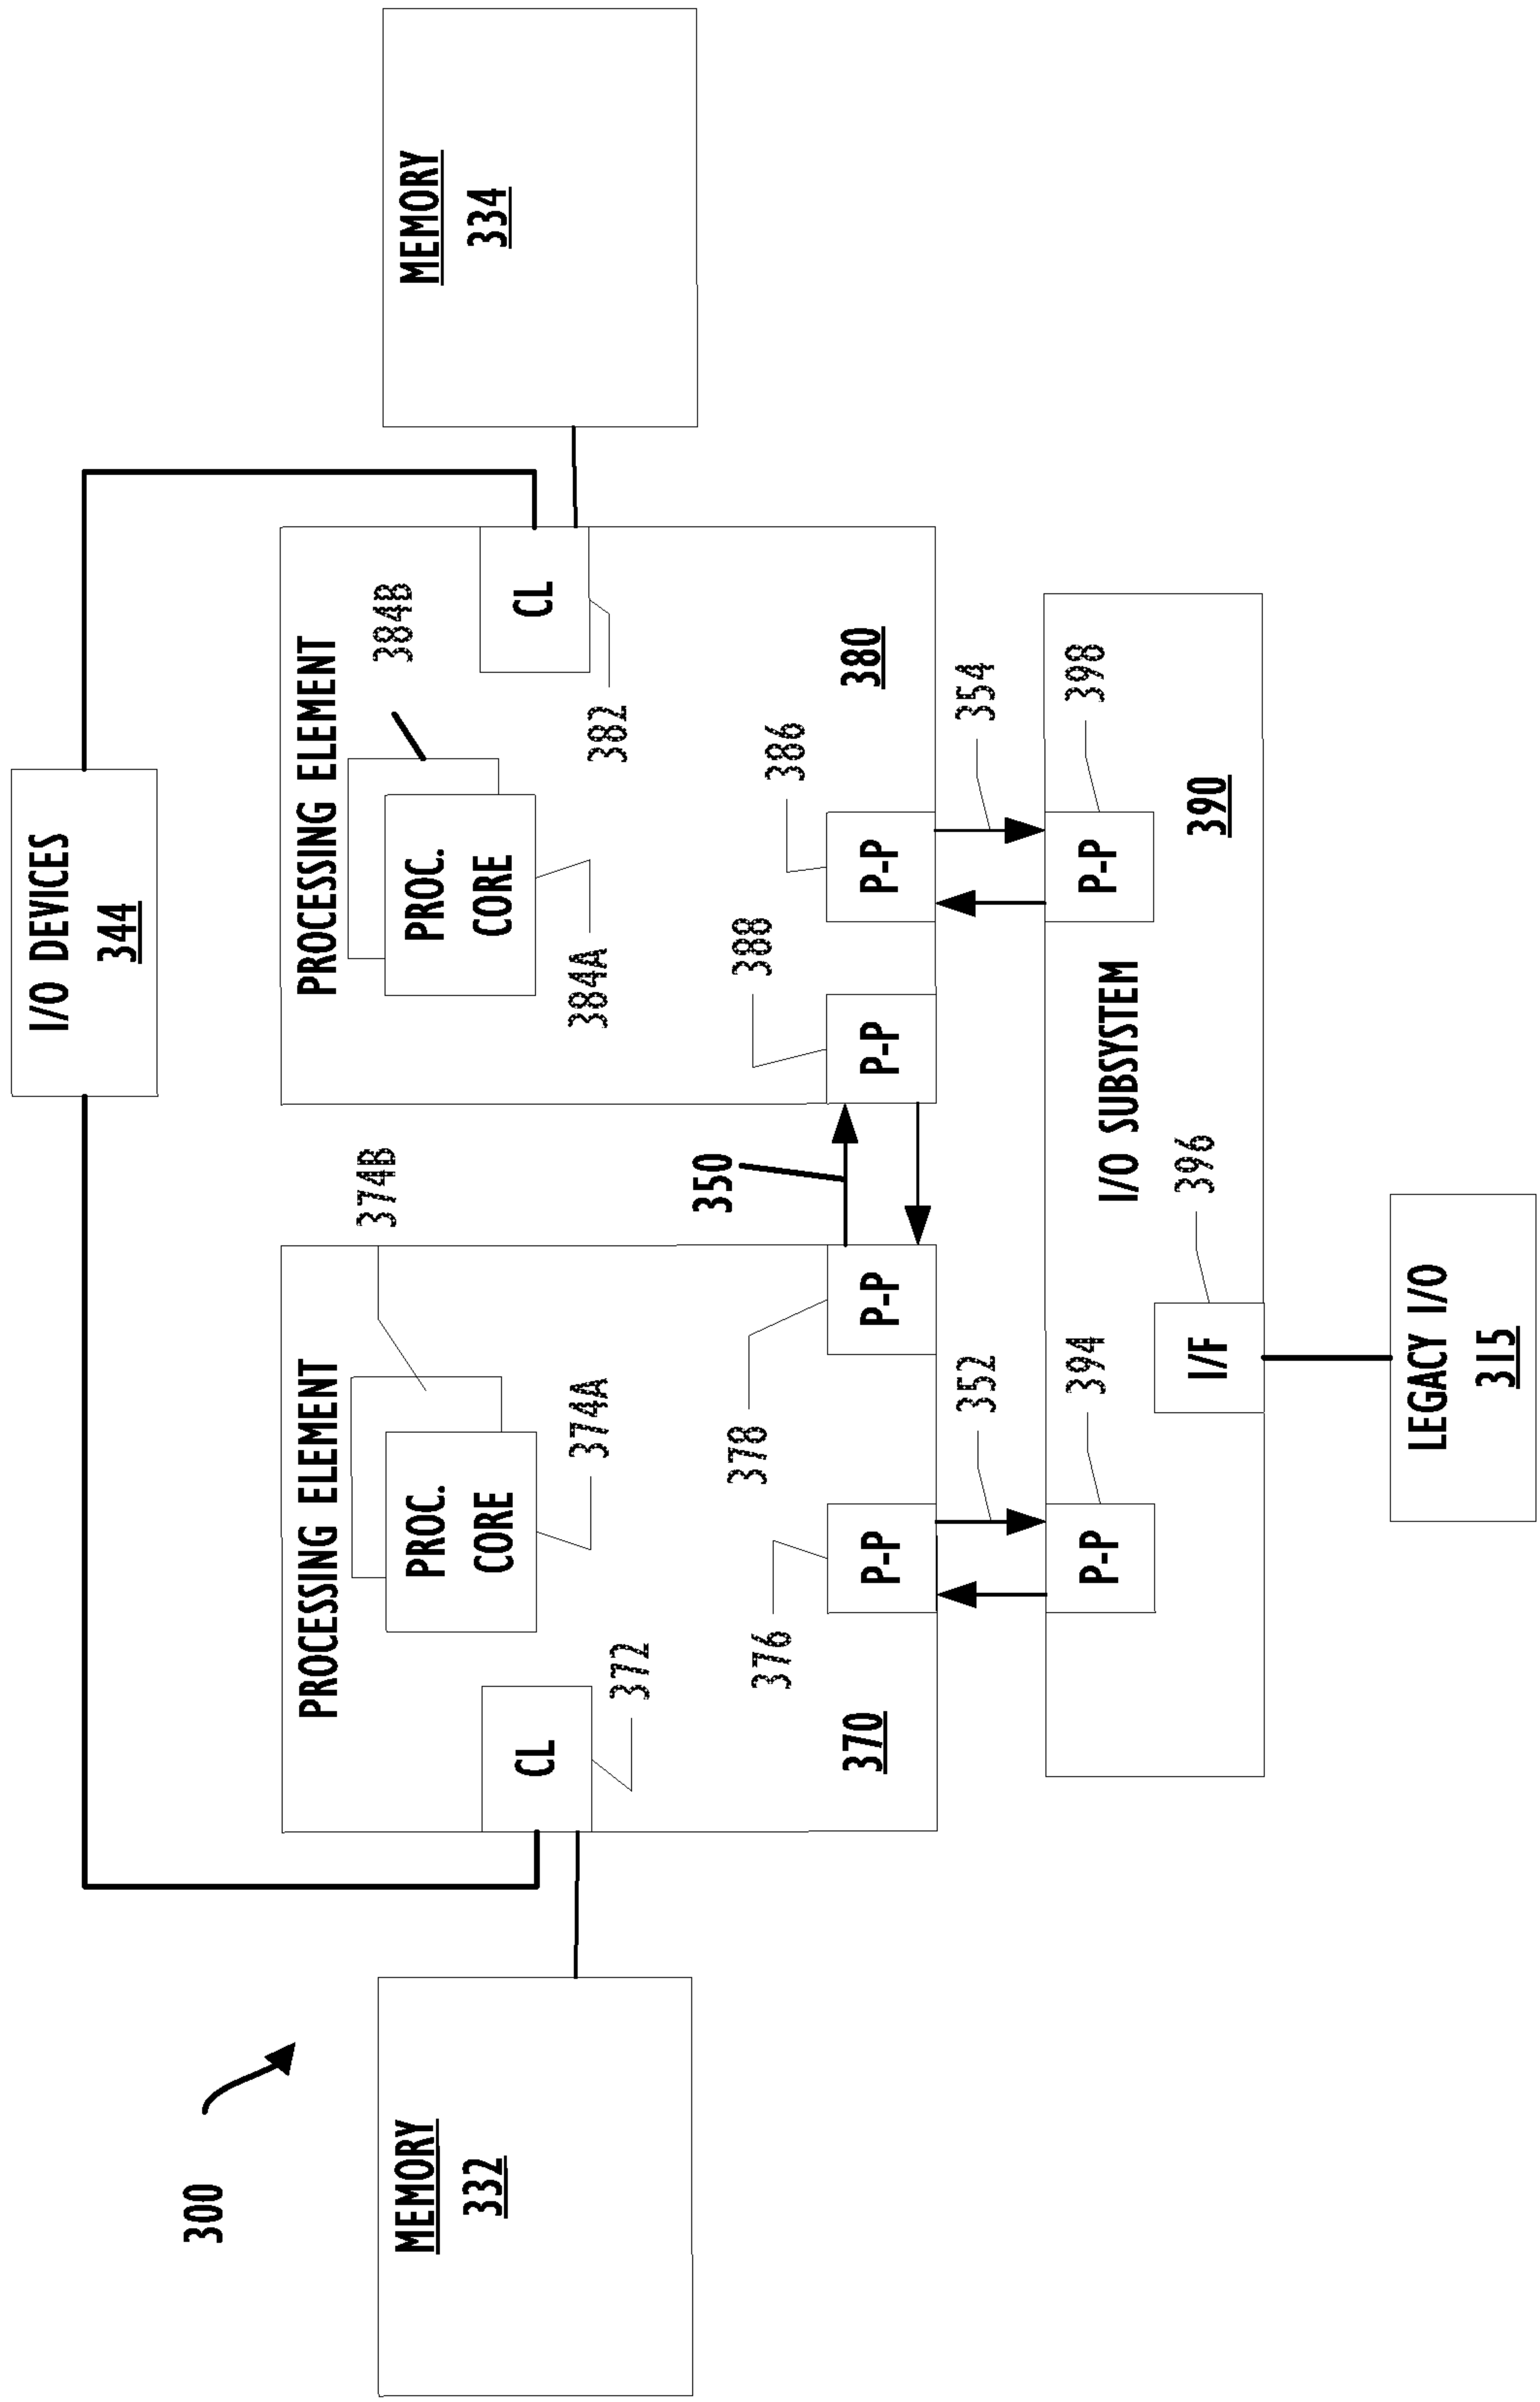 I/O DEVICES
344
PROCESSING ELEMENT
374B
PROCESSING ELEMENT
384B
300
MEMORY
332
PROC.
CORE
PROC.
CORE
MEMORY
334
CL
CL
372
374A
384A
382
376
378
350
388
386
370
P-P
P-P
P-P
P-P
380
352
354
394
P-P
I/O SUBSYSTEM
P-P
398
396
I/F
390
LEGACY I/O
315